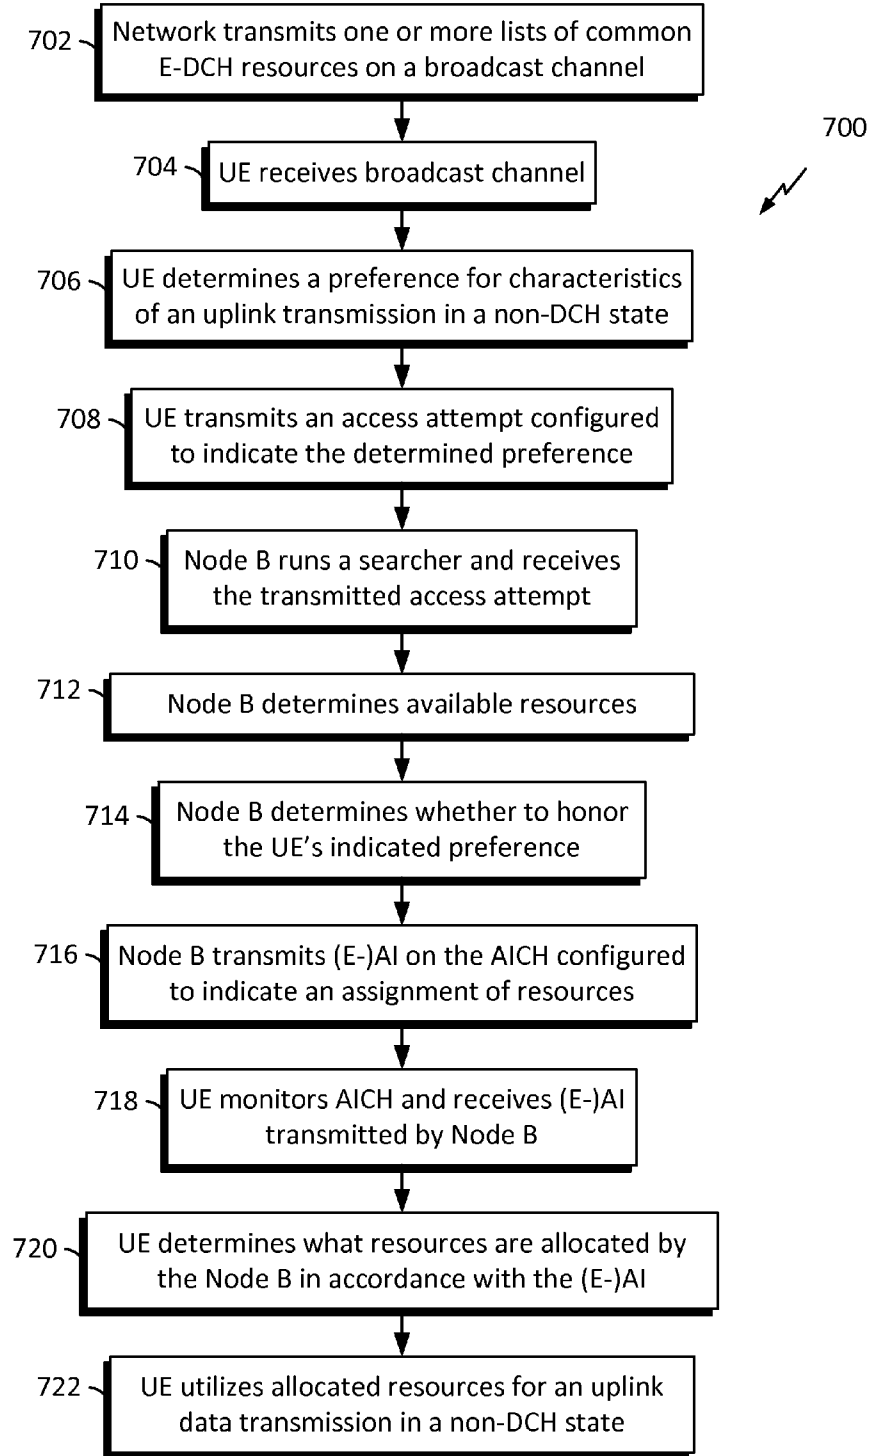 702
Network transmits one or more lists of common
E-DCH resources on a broadcast channel
700
704
UE receives broadcast channel
706
UE determines a preference for characteristics
of an uplink transmission in a non-DCH state
708
UE transmits an access attempt configured
to indicate the determined preference
710
Node B runs a searcher and receives
the transmitted access attempt
712
Node B determines available resources
714
Node B determines whether to honor
the UE’s indicated preference
716
Node B transmits (E-)AI on the AICH configured
to indicate an assignment of resources
718
UE monitors AICH and receives (E-)AI
transmitted by Node B
720
UE determines what resources are allocated by
the Node B in accordance with the (E-)AI
722
UE utilizes allocated resources for an uplink
data transmission in a non-DCH state